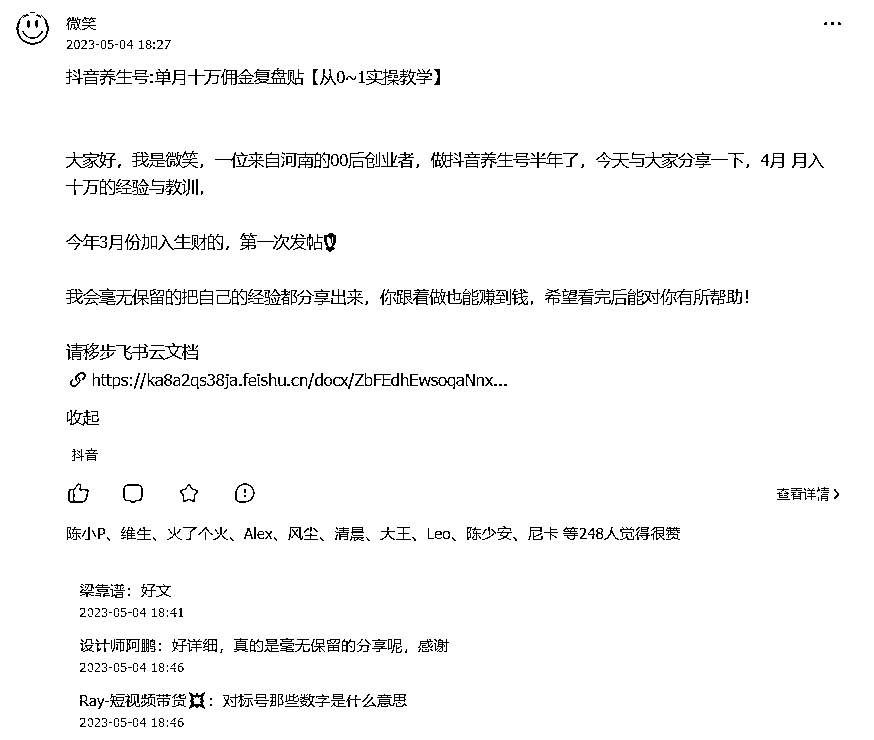 微笑
2023-05-04 18:27
抖音养生号:单月十万佣金复盘贴【从0~1实操教学】
大家好，我是微笑，一位来自河南的00后创业者，做抖音养生号半年了，今天与大家分享一下，4月 月入
十万的经验与教训，
今年3月份加入生财的，第一次发帖
我会毫无保留的把自己的经验都分享出来，你跟着做也能赚到钱，希望看完后能对你有所帮助！
请移步飞书云文档
https://ka8a2qs38ja.feishu.cn/docx/ZbFEdhEwsoqaNnx...
收起
抖音
查看详情
陈小P、维生、火了个火、Alex、风尘、清晨、大王、Leo、陈少安、尼卡 等248人觉得很赞
梁靠谱：好文
2023-05-04 18:41
设计师阿鹏：好详细，真的是毫无保留的分享呢，感谢
2023-05-04 18:46
Ray-短视频带货💥：对标号那些数字是什么意思
2023-05-04 18:46